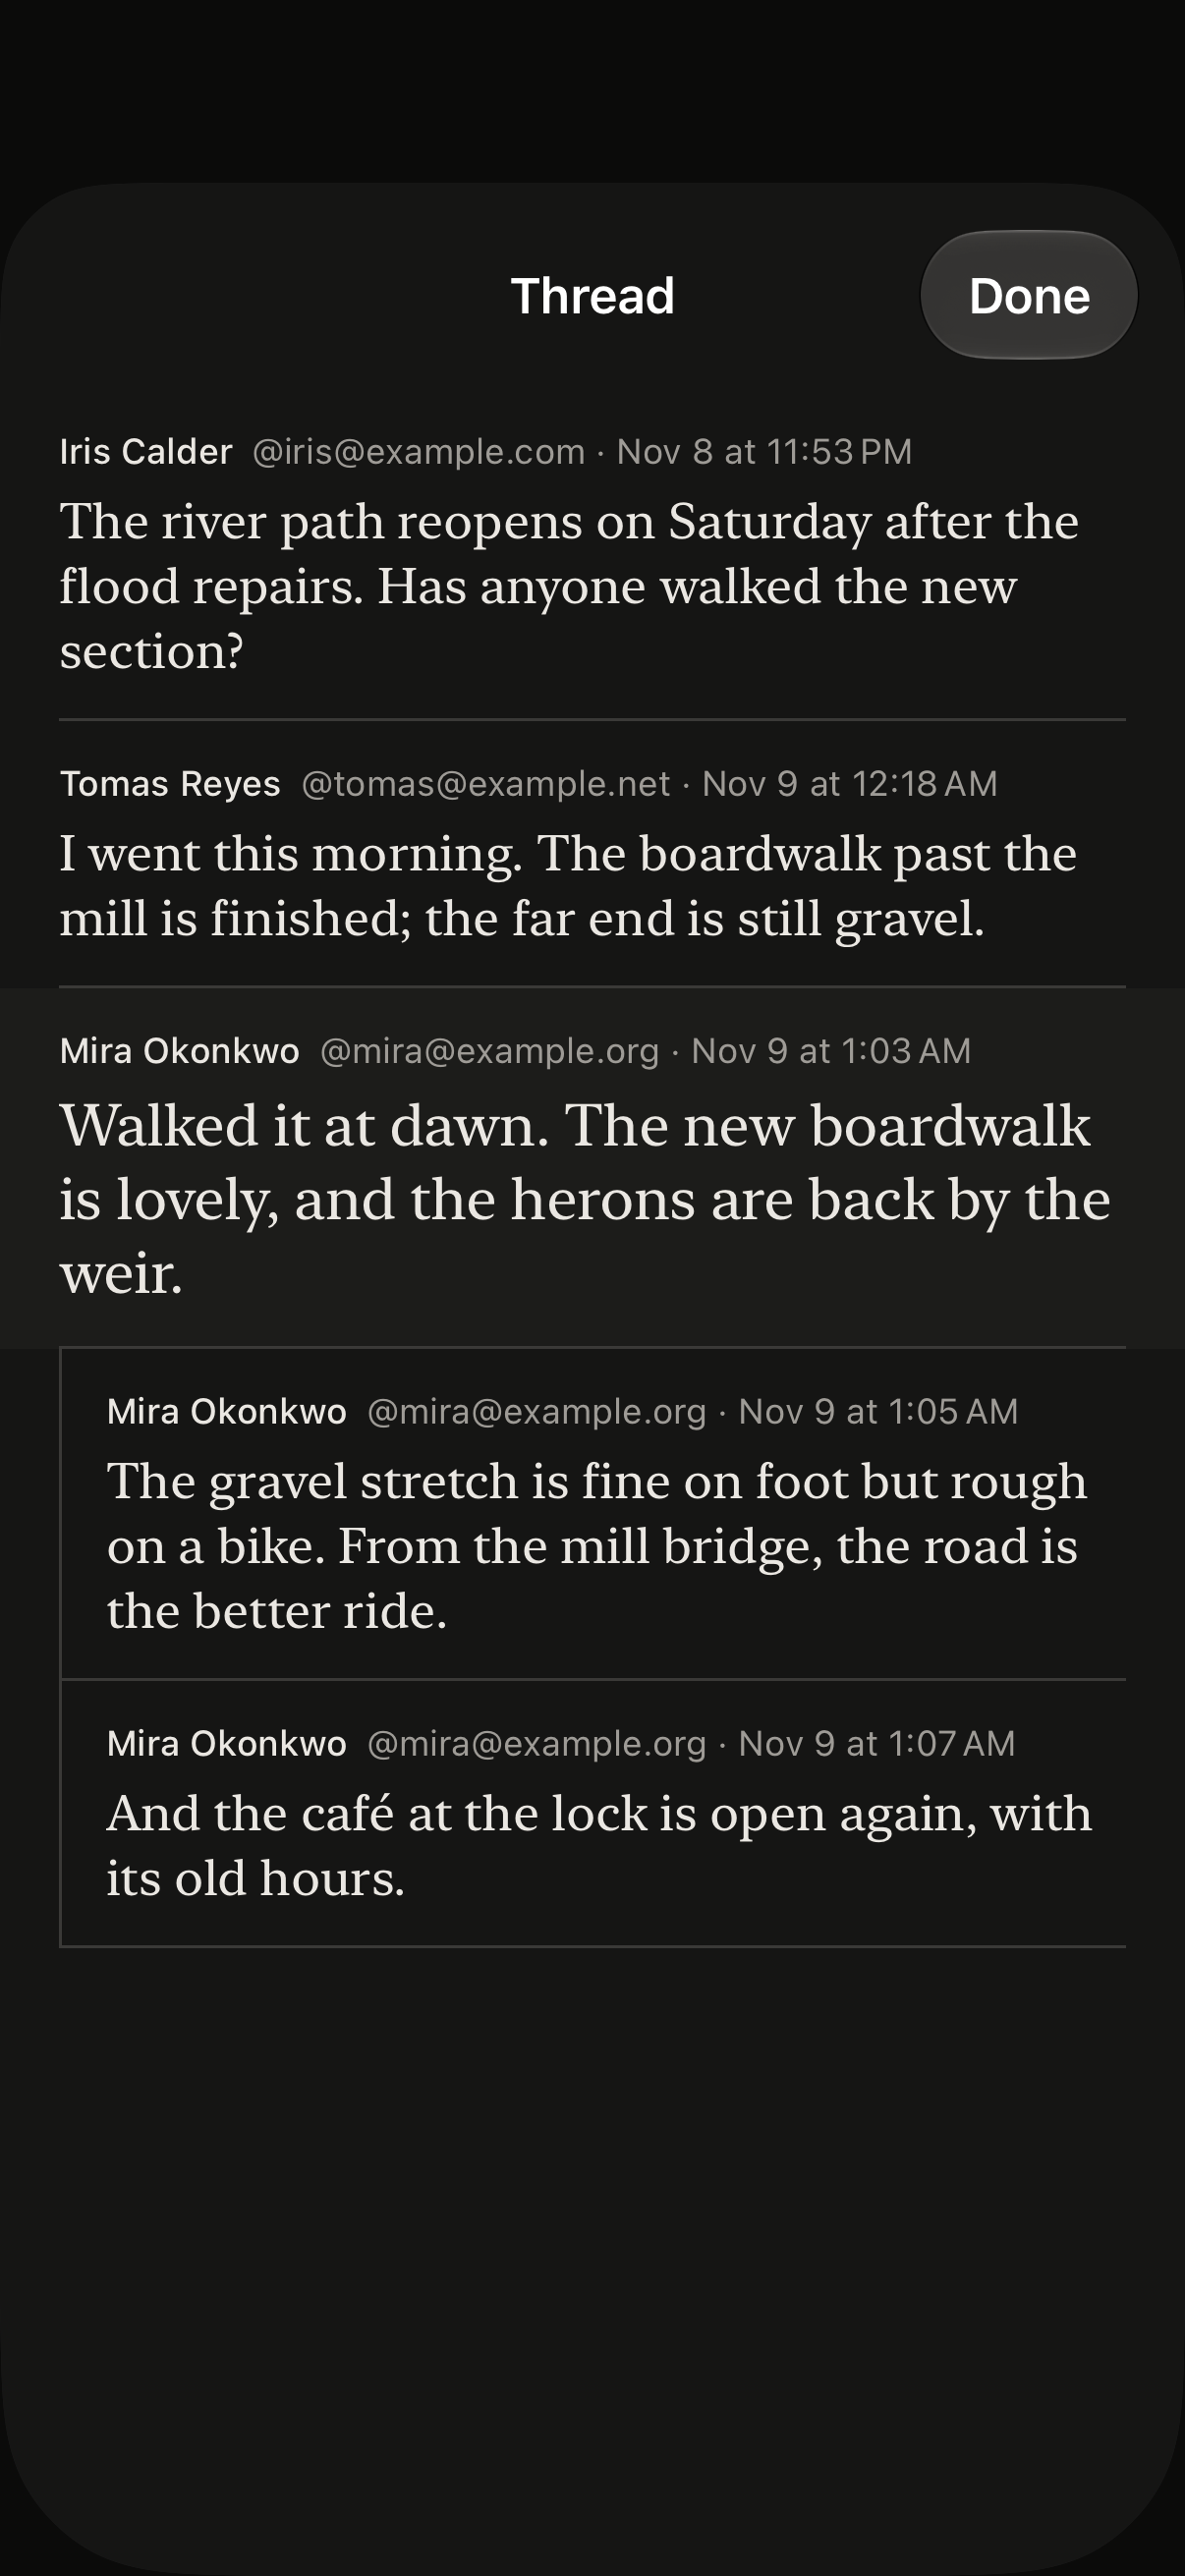 Thread
Done
Iris Calder @iris@example.com · Nov 8 at 11:53 PM
The river path reopens on Saturday after the
flood repairs. Has anyone walked the new
section?
Tomas Reyes @tomas@example.net · Nov 9 at 12:18 AM
I went this morning. The boardwalk past the
mill is finished; the far end is still gravel.
Mira Okonkwo @mira@example.org · Nov 9 at 1:03 AM
Walked it at dawn. The new boardwalk
is lovely, and the herons are back by the
weir.
Mira Okonkwo @mira@example.org · Nov 9 at 1:05 AM
The gravel stretch is fine on foot but rough
on a bike. From the mill bridge, the road is
the better ride.
Mira Okonkwo @mira@example.org · Nov 9 at 1:07 AM
And the café at the lock is open again, with
its old hours.